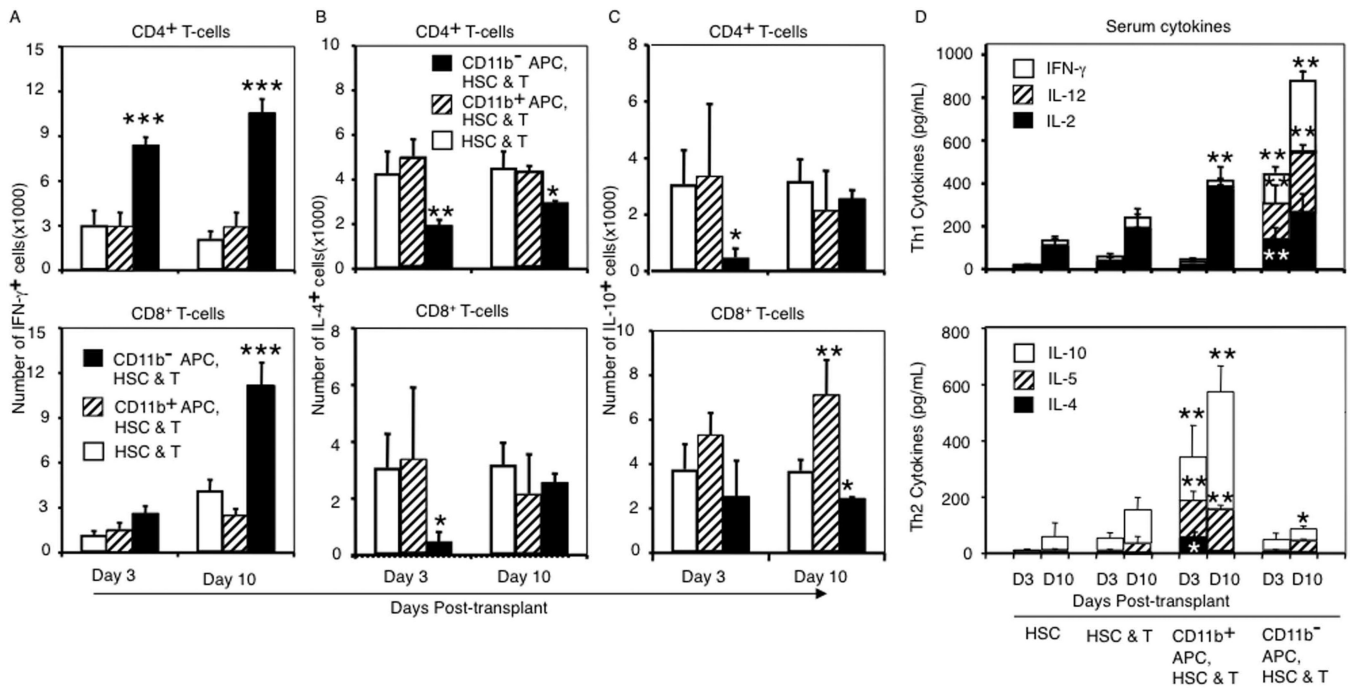 A
B
C
D
CD4+ T-cells
CD4+ T-cells
CD4+ T-cells
Serum cytokines
Number of IFN-γ+ cells(x1000)
15
12
9
6
3
0
***
***
Number of IL-4+ cells(x1000)
10
8
6
4
2
0
CD11b- APC,
HSC & T
CD11b+ APC,
HSC & T
HSC & T
**
*
Number of IL-10+ cells(x1000)
8
6
4
2
0
*
Th1 Cytokines (pg/mL)
1000
800
600
400
200
0
IFN-γ
IL-12
IL-2
**
**
**
**
**
**
CD8+ T-cells
CD8+ T-cells
CD8+ T-cells
15
12
9
6
3
0
CD11b- APC,
HSC & T
CD11b+ APC,
HSC & T
HSC & T
***
8
6
4
2
0
*
10
8
6
4
2
0
**
*
Th2 Cytokines (pg/mL)
800
600
400
200
0
IL-10
IL-5
IL-4
**
**
**
**
*
*
Day 3
Day 10
Day 3
Day 10
Day 3
Day 10
Days Post-transplant
D3 D10
D3 D10
D3 D10
D3 D10
Days Post-transplant
HSC
HSC & T
CD11b+
APC,
HSC & T
CD11b-
APC,
HSC & T